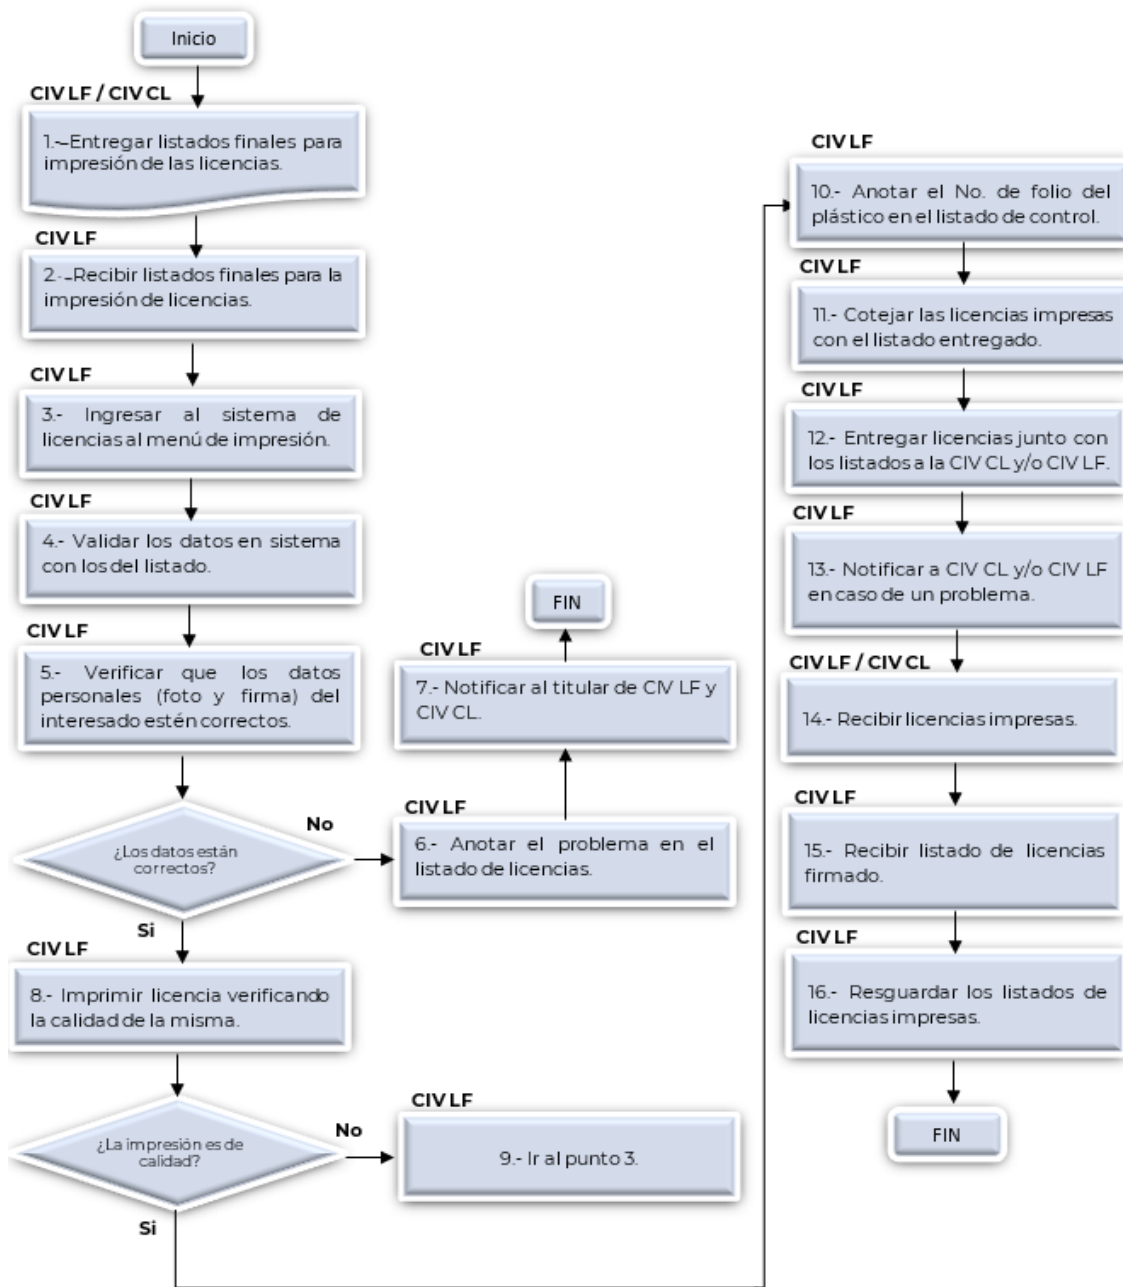 Inicio
CIV LF / CIV CL
1.-–Entregar listados finales para
impresión de las licencias.
CIV LF
2.-–Recibir listados finales para la
impresión de licencias.
CIV LF
3.- Ingresar al sistema de
licencias al menú de impresión.
CIV LF
4.- Validar los datos en sistema
con los del listado.
CIV LF
5.- Verificar que los datos
personales (foto y firma) del
interesado estén correctos.
¿Los datos están
correctos?
No
Si
CIV LF
6.- Anotar el problema en el
listado de licencias.
CIV LF
7.- Notificar al titular de CIV LF y
CIV CL.
FIN
CIV LF
8.- Imprimir licencia verificando
la calidad de la misma.
¿La impresión es de
calidad?
No
Si
CIV LF
9.- Ir al punto 3.
CIV LF
10.- Anotar el No. de folio del
plástico en el listado de control.
CIV LF
11.- Cotejar las licencias impresas
con el listado entregado.
CIV LF
12.- Entregar licencias junto con
los listados a la CIV CL y/o CIV LF.
CIV LF
13.- Notificar a CIV CL y/o CIV LF
en caso de un problema.
CIV LF / CIV CL
14.- Recibir licencias impresas.
CIV LF
15.- Recibir listado de licencias
firmado.
CIV LF
16.- Resguardar los listados de
licencias impresas.
FIN